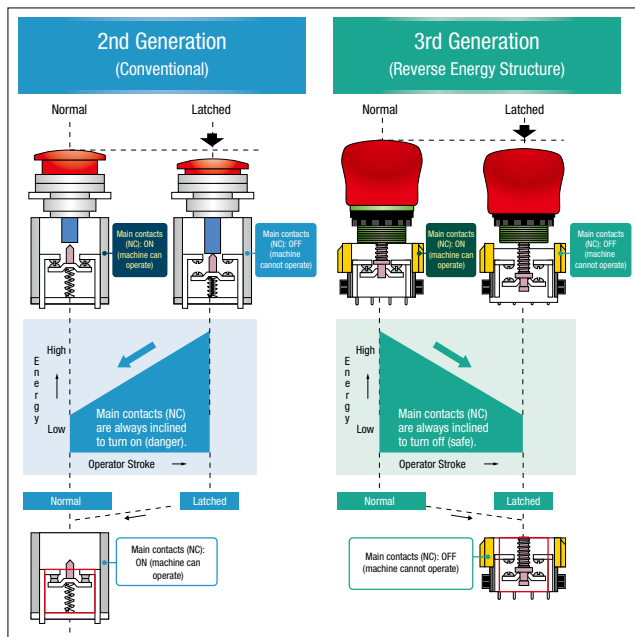 2nd Generation
(Conventional)
Normal
Latched
Main contacts
(NC): ON
(machine can
operate)
Main contacts
(NC): OFF
(machine
cannot operate)
Energy
High
Low
Main contacts (NC)
are always inclined
to turn on (danger).
Operator Stroke
Normal
Latched
Main contacts (NC):
ON (machine can
operate)
3rd Generation
(Reverse Energy Structure)
Normal
Latched
Main contacts
(NC): ON
(machine can
operate)
Main contacts
(NC): OFF
(machine
cannot operate)
Energy
High
Low
Main contacts (NC)
are always inclined
to turn off (safe).
Operator Stroke
Normal
Latched
Main contacts (NC): OFF
(machine cannot operate)